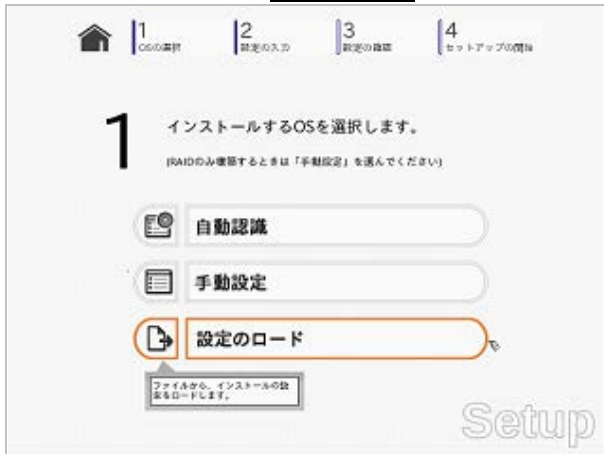 1
OSの選択
2
設定の入力
3
設定の確認
4
セットアップの開始
1
インストールするOSを選択します。
(RAIDのみ構築するときは「手動設定」を選んでください)
自動認識
手動設定
設定のロード
ファイルから、インストールの設
定をロードします。
Setup